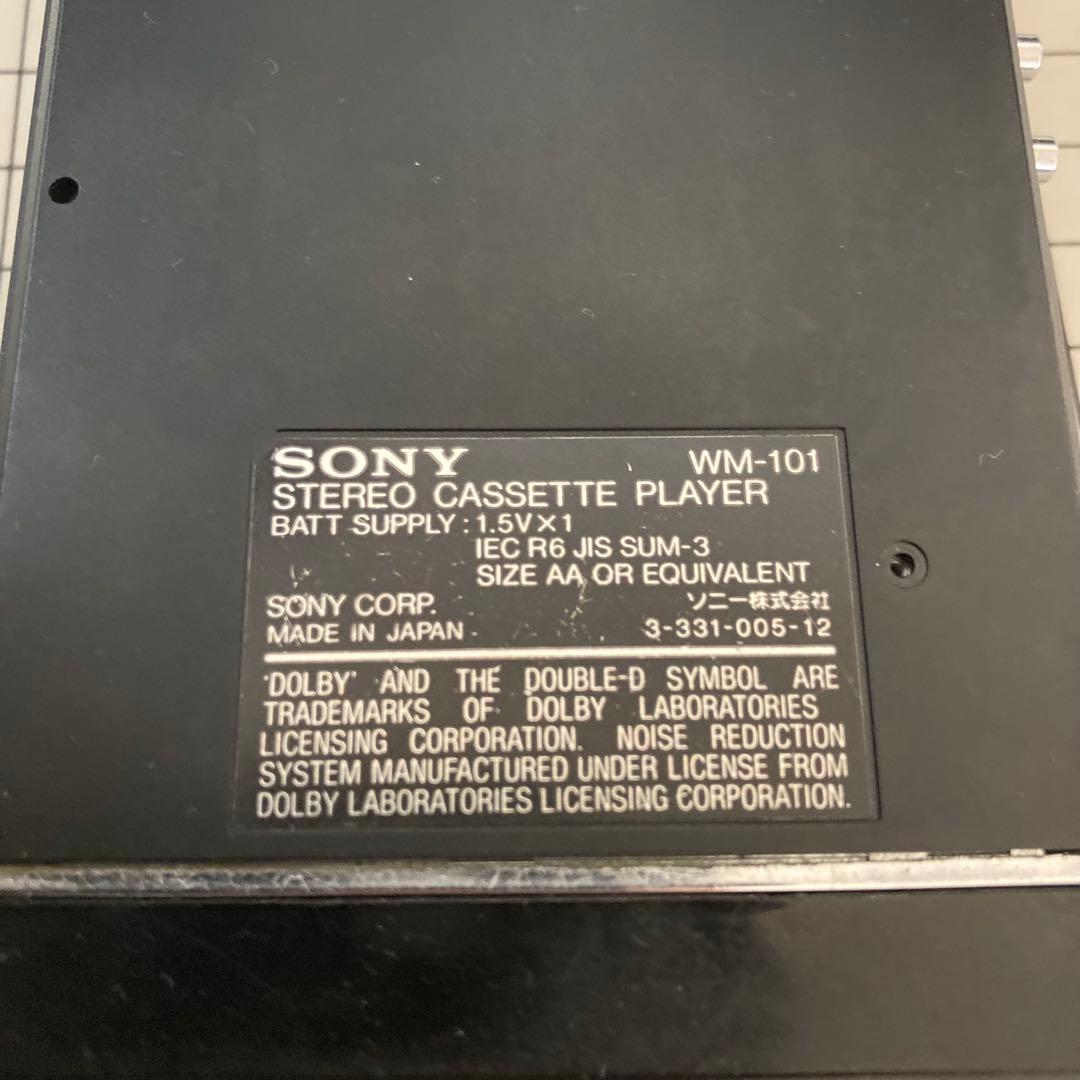 SONY WM-101
STEREO CASSETTE PLAYER
BATT SUPPLY : 1.5V×1
IEC R6 JIS SUM-3
SIZE AA OR EQUIVALENT
SONY CORP. ソニー株式会社
MADE IN JAPAN 3-331-005-12
'DOLBY' AND THE DOUBLE-D SYMBOL ARE
TRADEMARKS OF DOLBY LABORATORIES
LICENSING CORPORATION. NOISE REDUCTION
SYSTEM MANUFACTURED UNDER LICENSE FROM
DOLBY LABORATORIES LICENSING CORPORATION.